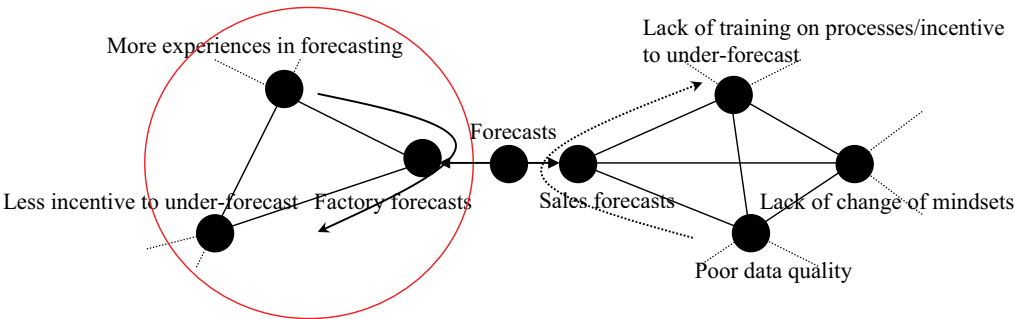 Lack of training on processes/incentive
to under-forecast
More experiences in forecasting
Forecasts
Less incentive to under-forecast
Factory forecasts
Sales forecasts
Lack of change of mindsets
Poor data quality